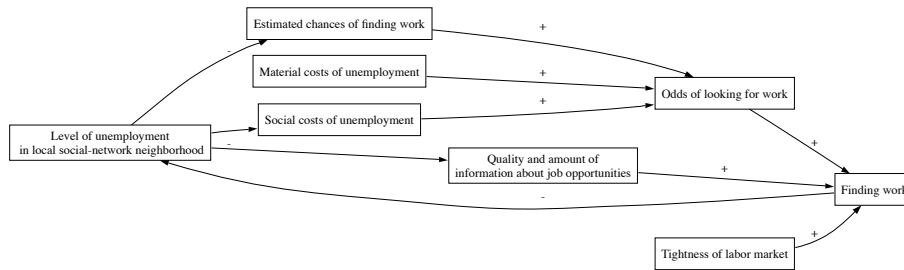 Estimated chances of finding work
+
-
Material costs of unemployment
+
Odds of looking for work
+
Social costs of unemployment
Level of unemployment
in local social-network neighborhood
-
+
Quality and amount of
information about job opportunities
+
Finding work
-
+
Tightness of labor market